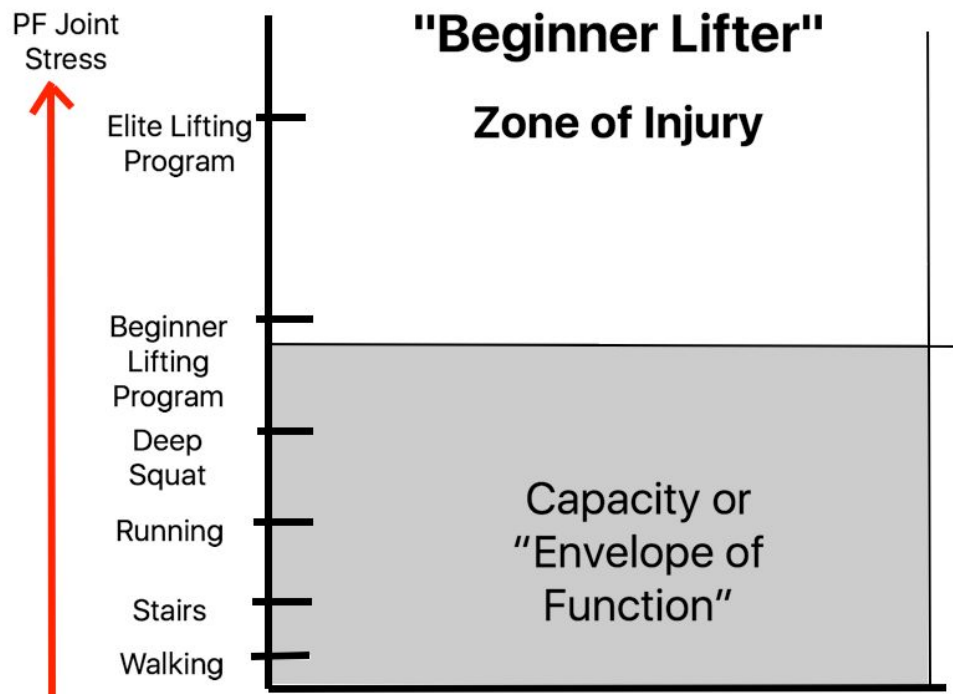 PF Joint
Stress
"Beginner Lifter"
Zone of Injury
Elite Lifting
Program
Beginner
Lifting
Program
Deep
Squat
Running
Stairs
Walking
Capacity or
“Envelope of
Function”